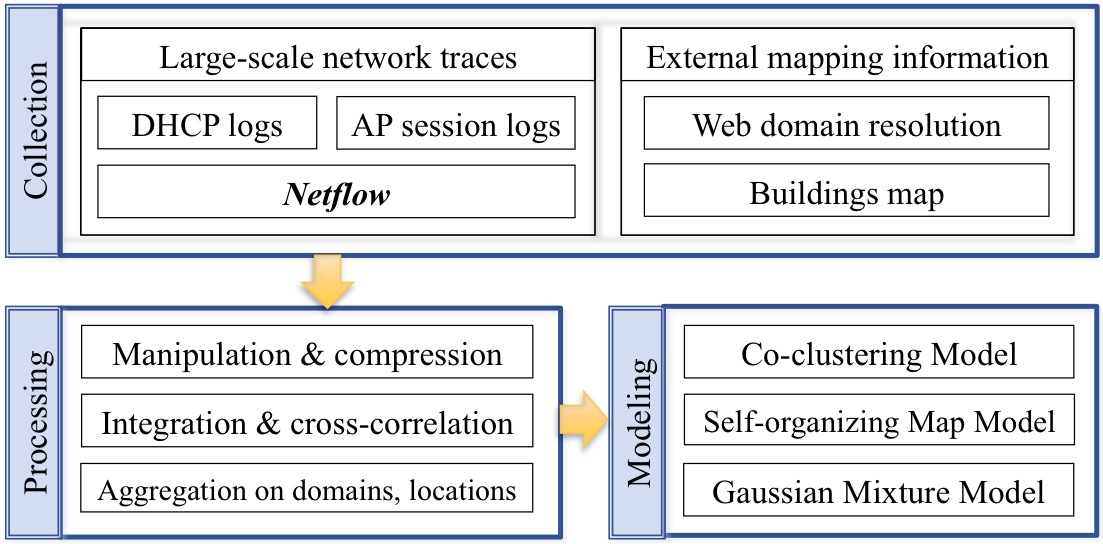 Collection
Large-scale network traces
DHCP logs
AP session logs
Netflow
External mapping information
Web domain resolution
Buildings map
Processing
Manipulation & compression
Integration & cross-correlation
Aggregation on domains, locations
Modeling
Co-clustering Model
Self-organizing Map Model
Gaussian Mixture Model